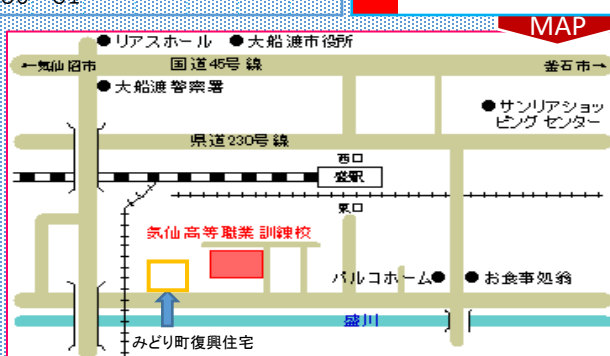 MAP
●リアスホール ●大船渡市役所
←気仙沼市 国道45号線 釜石市→
●大船渡警察署
●サンリアショッ
ピングセンター
県道230号線
西口
盛駅
東口
気仙高等職業訓練校
パルコホーム● ●お食事処翁
盛川
みどり町復興住宅